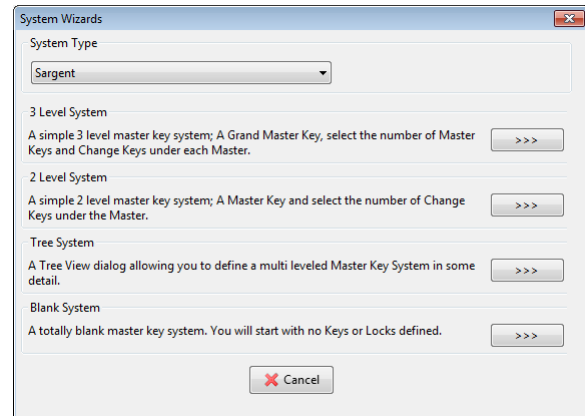 System Wizards
System Type
Sargent
3 Level System
A simple 3 level master key system; A Grand Master Key, select the number of Master
Keys and Change Keys under each Master.
>>>
2 Level System
A simple 2 level master key system; A Master Key and select the number of Change
Keys under the Master.
>>>
Tree System
A Tree View dialog allowing you to define a multi leveled Master Key System in some
detail.
>>>
Blank System
A totally blank master key system. You will start with no Keys or Locks defined.
>>>
Cancel